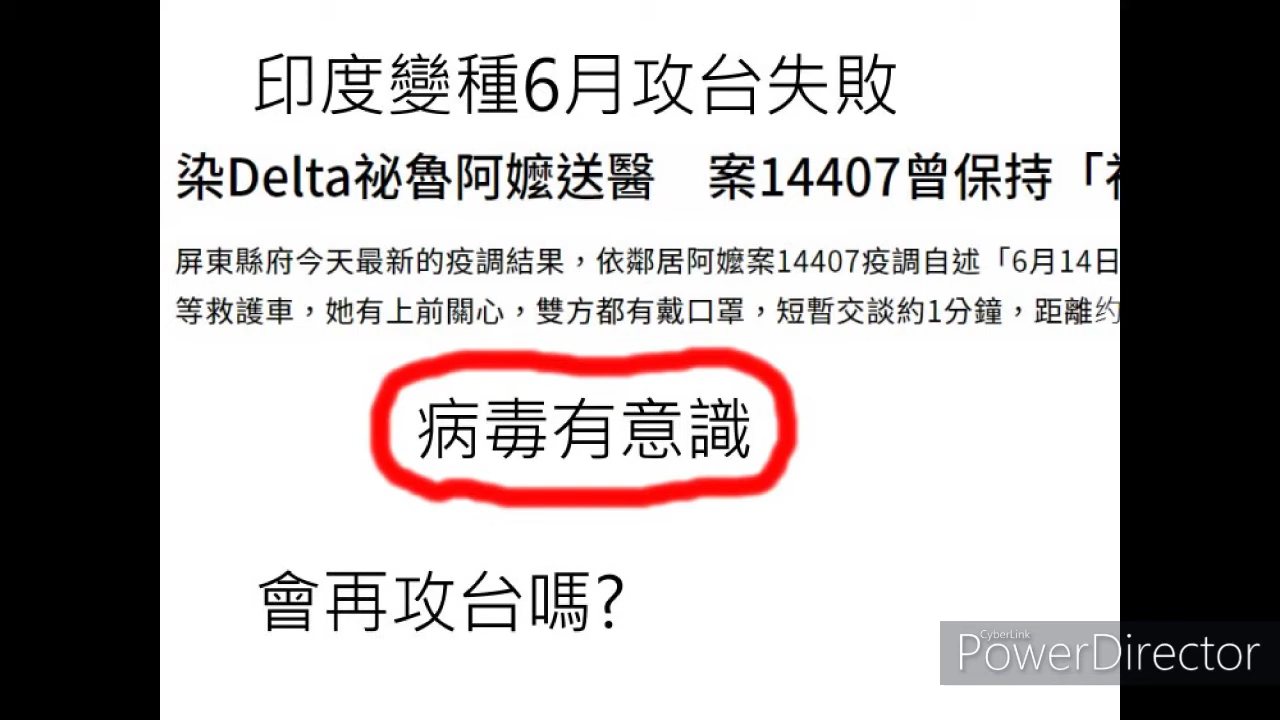 印度變種6月攻台失敗
染Delta祕魯阿嬤送醫 案14407曾保持「
屏東縣府今天最新的疫調結果，依鄰居阿嬤案14407疫調自述「6月14日
等救護車，她有上前關心，雙方都有戴口罩，短暫交談約1分鐘，距離约
病毒有意識
會再攻台嗎?
CyberLink
PowerDirector